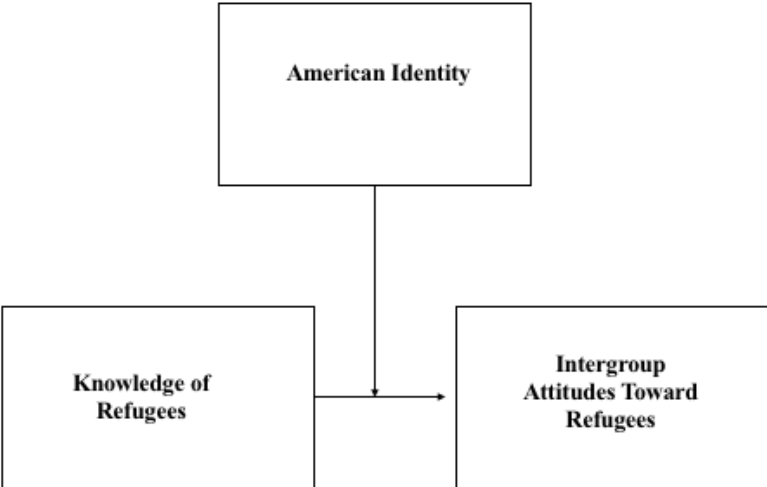 American Identity
Knowledge of
Refugees
Intergroup
Attitudes Toward
Refugees